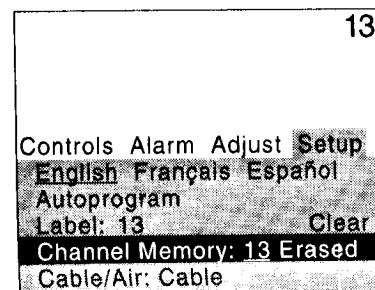 13
Controls Alarm Adjust Setup
English Français Español
Autoprogram
Label: 13 Clear
Channel Memory: 13 Erased
Cable/Air: Cable